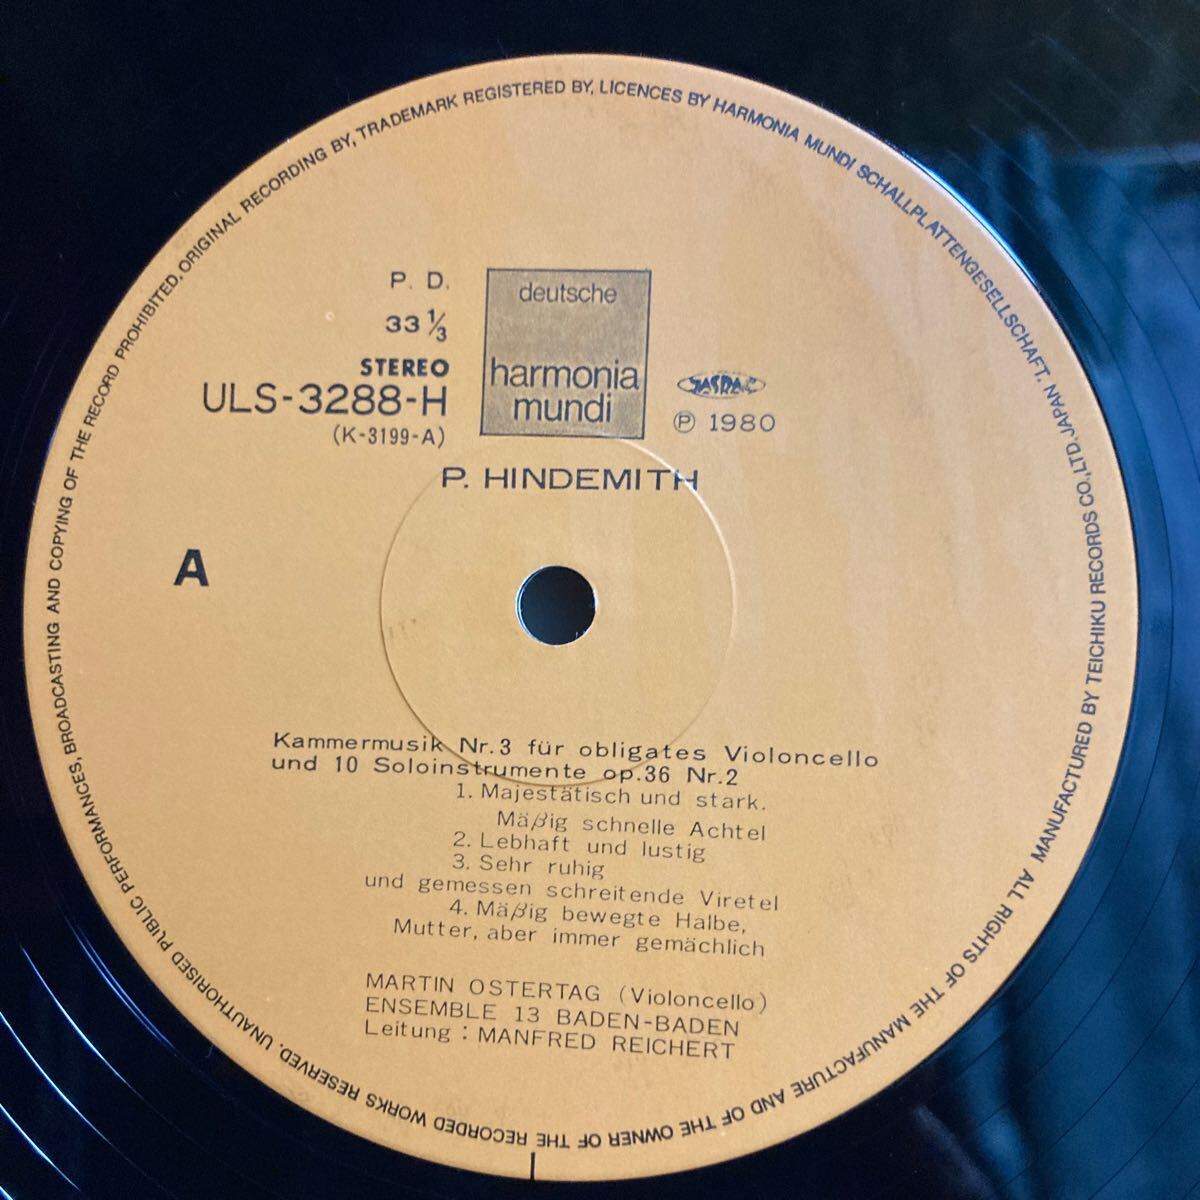 ORIGINAL RECORDING BY, TRADEMARK REGISTERED BY, LICENCES BY HARMONIA MUNDI SCHALLPLATTENGESELLSCHAFT. N JAPAN.
MANUFACTURED BY TEICHIKU RECORDS CO., LTD. ALL RIGHTS OF THE MANUFACTURE AND OF THE OWNER OF THE RECORDED WORKS RESERVED. UNAUTHORISED PUBLIC PERFORMANCES, BROADCASTING AND COPYING OF THE RECORD PROHIBITED.
P. D.
33 1/3
STEREO
ULS-3288-H
(K-3199-A)
deutsche
harmonia
mundi
JASRAC
Ⓟ 1980
P. HINDEMITH
A
Kammermusik Nr.3 für obligates Violoncello
und 10 Soloinstrumente op.36 Nr.2
1. Majestätisch und stark.
Mäßig schnelle Achtel
2. Lebhaft und lustig
3. Sehr ruhig
und gemessen schreitende Viretel
4. Mäßig bewegte Halbe,
Mutter, aber immer gemächlich
MARTIN OSTERTAG (Violoncello)
ENSEMBLE 13 BADEN-BADEN
Leitung : MANFRED REICHERT